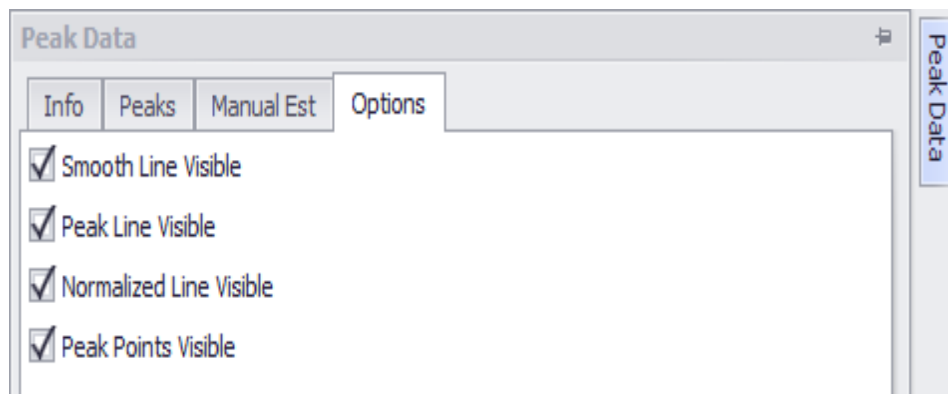 Peak Data
Info Peaks Manual Est Options
Smooth Line Visible
Peak Line Visible
Normalized Line Visible
Peak Points Visible
Peak Data